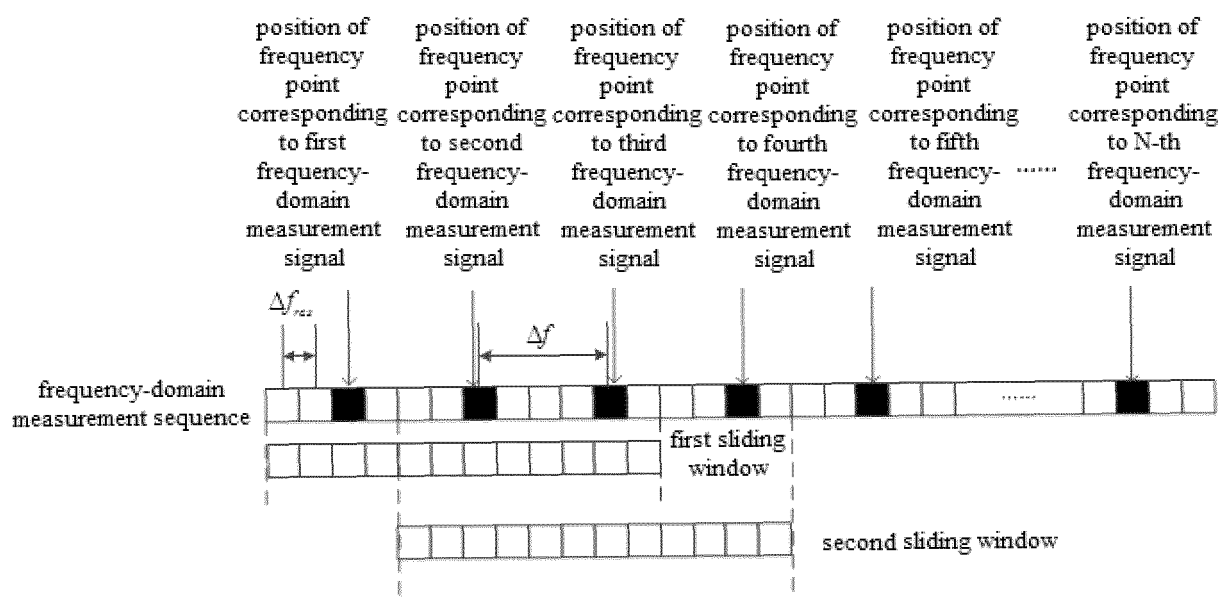 position of
frequency
point
corresponding
to first
frequency-
domain
measurement
signal
position of
frequency
point
corresponding
to second
frequency-
domain
measurement
signal
position of
frequency
point
corresponding
to third
frequency-
domain
measurement
signal
position of
frequency
point
corresponding
to fourth
frequency-
domain
measurement
signal
position of
frequency
point
corresponding
to fifth
frequency-
domain
measurement
signal
......
position of
frequency
point
corresponding
to N-th
frequency-
domain
measurement
signal
Δf_res
Δf
frequency-domain
measurement sequence
......
first sliding
window
second sliding window